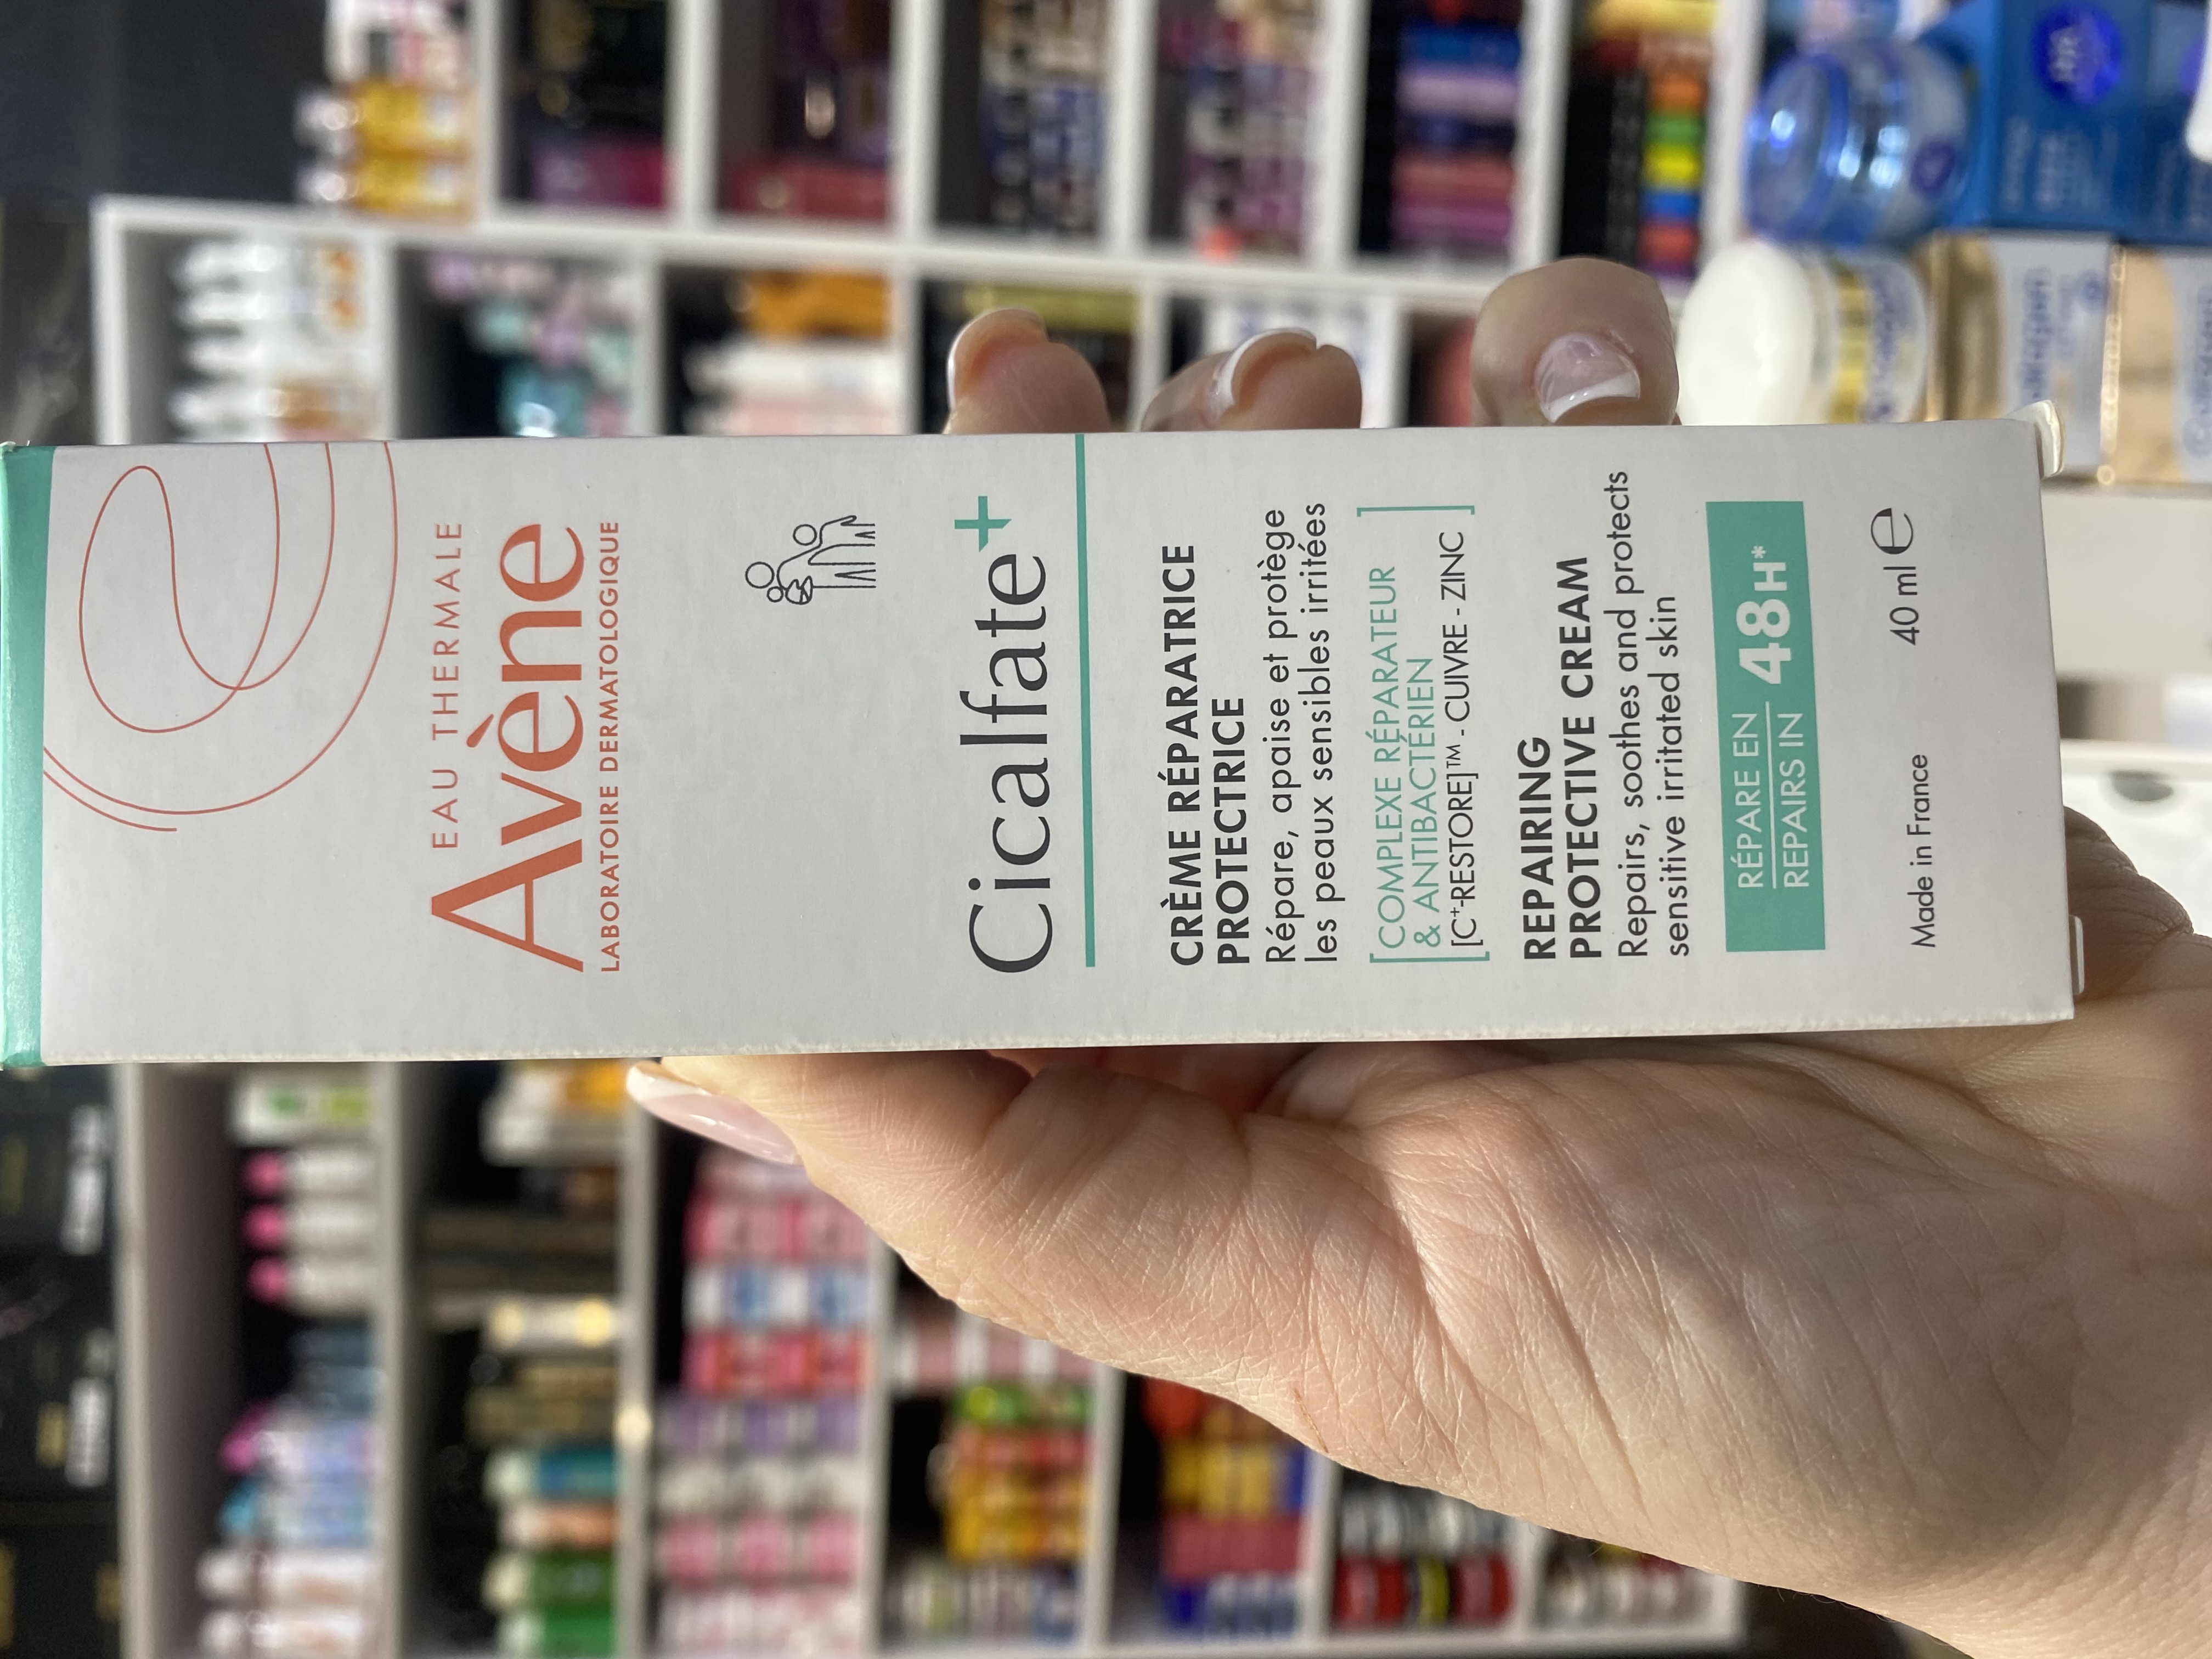 EAU THERMALE
Avène
LABORATOIRE DERMATOLOGIQUE
Cicalfate+
CRÈME RÉPARATRICE
PROTECTRICE
Répare, apaise et protège
les peaux sensibles irritées
[COMPLEXE RÉPARATEUR
& ANTIBACTÉRIEN
[C+-RESTORE]™ - CUIVRE - ZINC]
REPAIRING
PROTECTIVE CREAM
Repairs, soothes and protects
sensitive irritated skin
RÉPARE EN
REPAIRS IN
48H*
Made in France
40 ml ℮